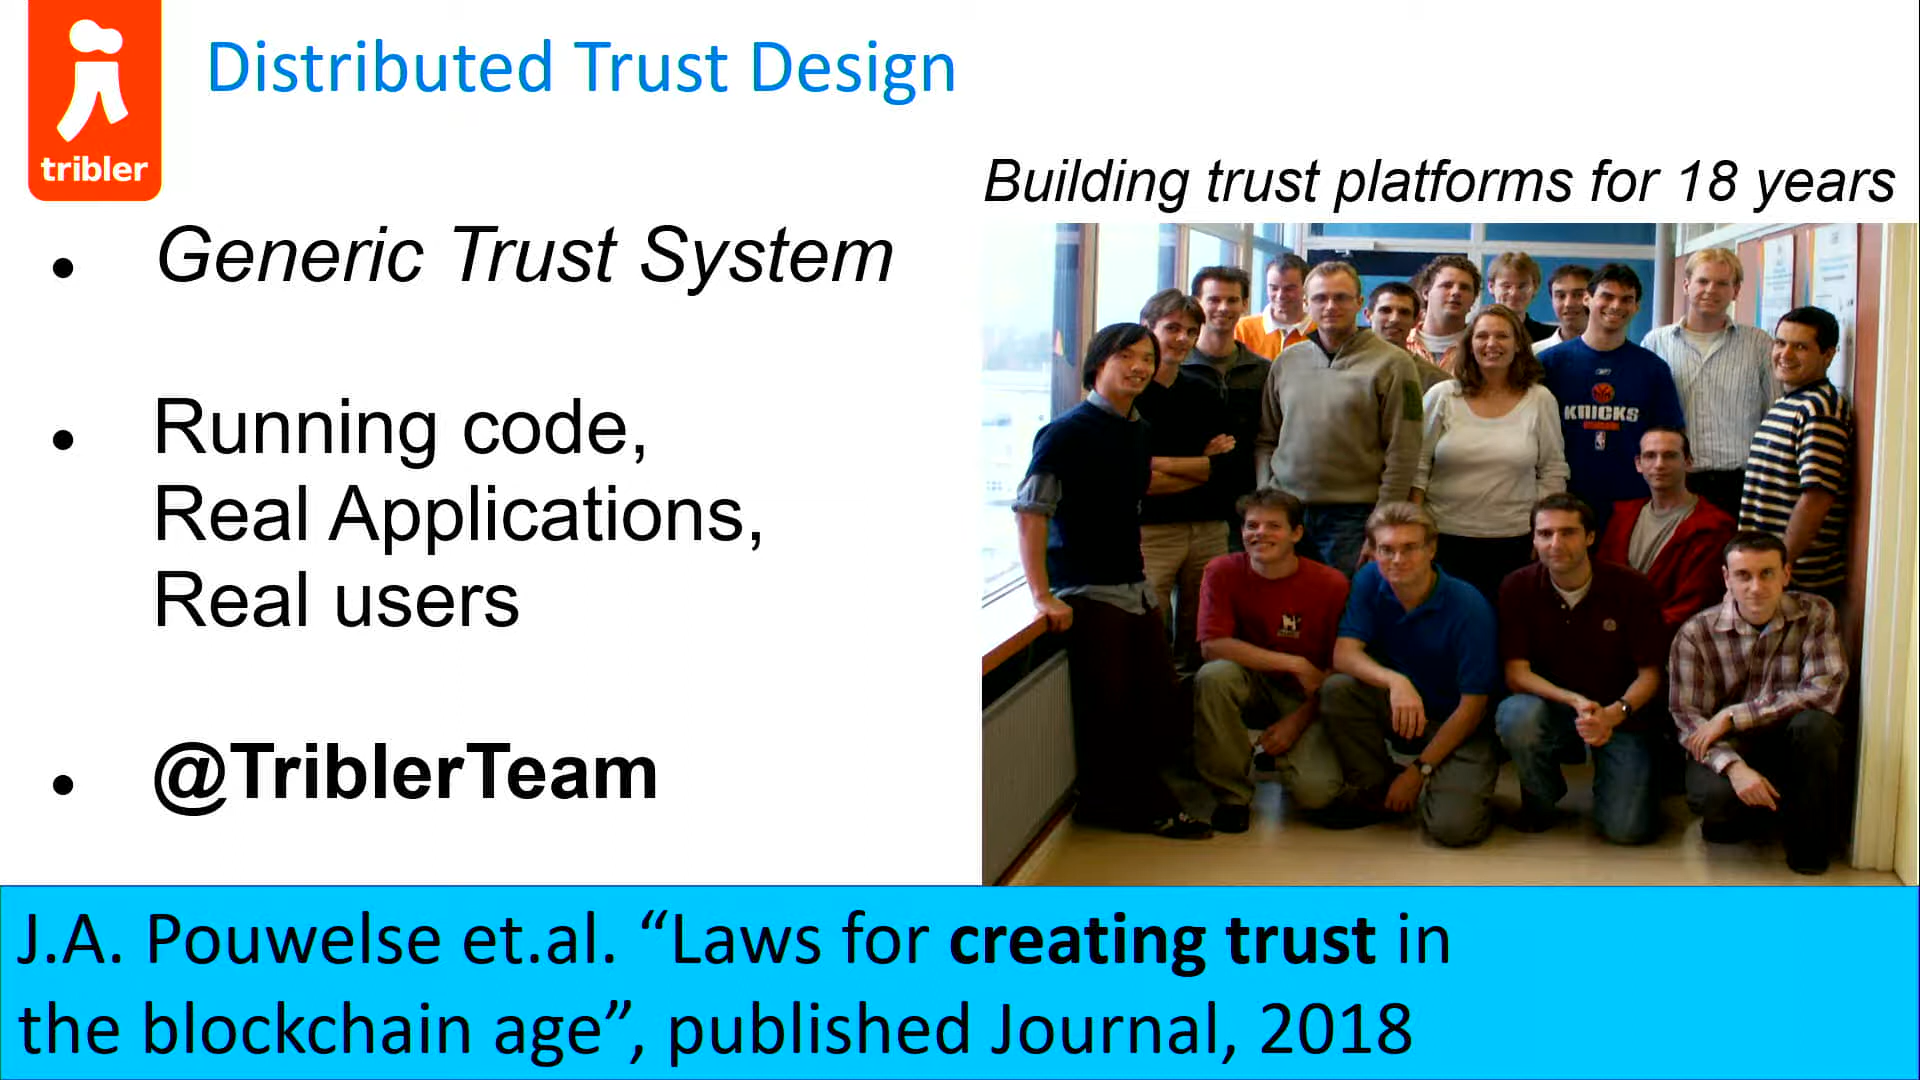 tribler
Distributed Trust Design
Building trust platforms for 18 years
• Generic Trust System
• Running code,
Real Applications,
Real users
• @TriblerTeam
KNICKS
J.A. Pouwelse et.al. “Laws for creating trust in
the blockchain age”, published Journal, 2018